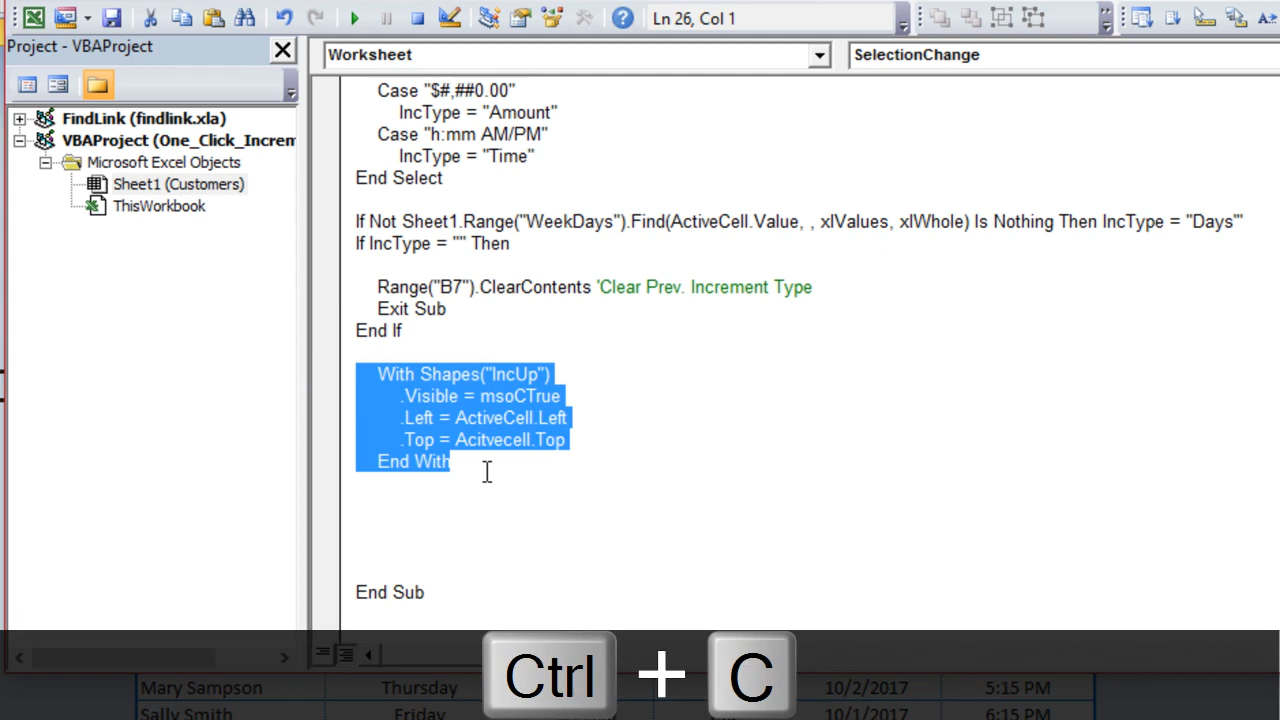 Ln 26, Col 1
Project - VBAProject
Worksheet
SelectionChange
FindLink (findlink.xla)
VBAProject (One_Click_Increm
Microsoft Excel Objects
Sheet1 (Customers)
ThisWorkbook
Case "$#,##0.00"
IncType = "Amount"
Case "h:mm AM/PM"
IncType = "Time"
End Select
If Not Sheet1.Range("WeekDays").Find(ActiveCell.Value, , xlValues, xlWhole) Is Nothing Then IncType = "Days'"
If IncType = "" Then
Range("B7").ClearContents 'Clear Prev. Increment Type
Exit Sub
End If
With Shapes("IncUp")
.Visible = msoCTrue
.Left = ActiveCell.Left
.Top = Acitvecell.Top
End With
End Sub
Ctrl + C
Mary Sampson Thursday 10/2/2017 5:15 PM
Sally Smith Friday 10/1/2017 6:15 PM